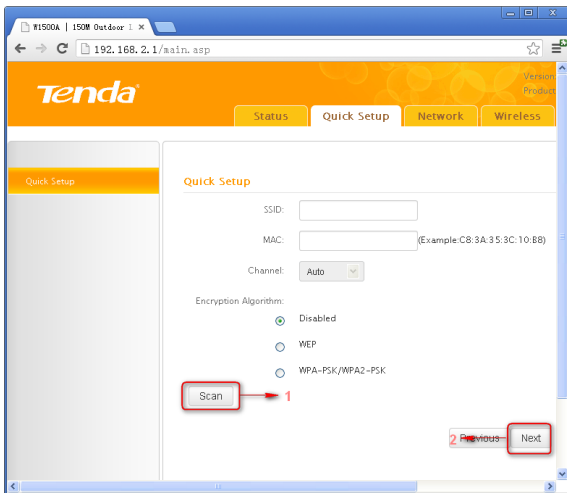 W1500A | 150M Outdoor 1
192.168.2.1/main.asp
Tenda
Version
Product
Status Quick Setup Network Wireless
Quick Setup
Quick Setup
SSID:
MAC: (Example:C8:3A:35:3C:10:B8)
Channel: Auto
Encryption Algorithm:
Disabled
WEP
WPA-PSK/WPA2-PSK
Scan 1
2 Previous Next